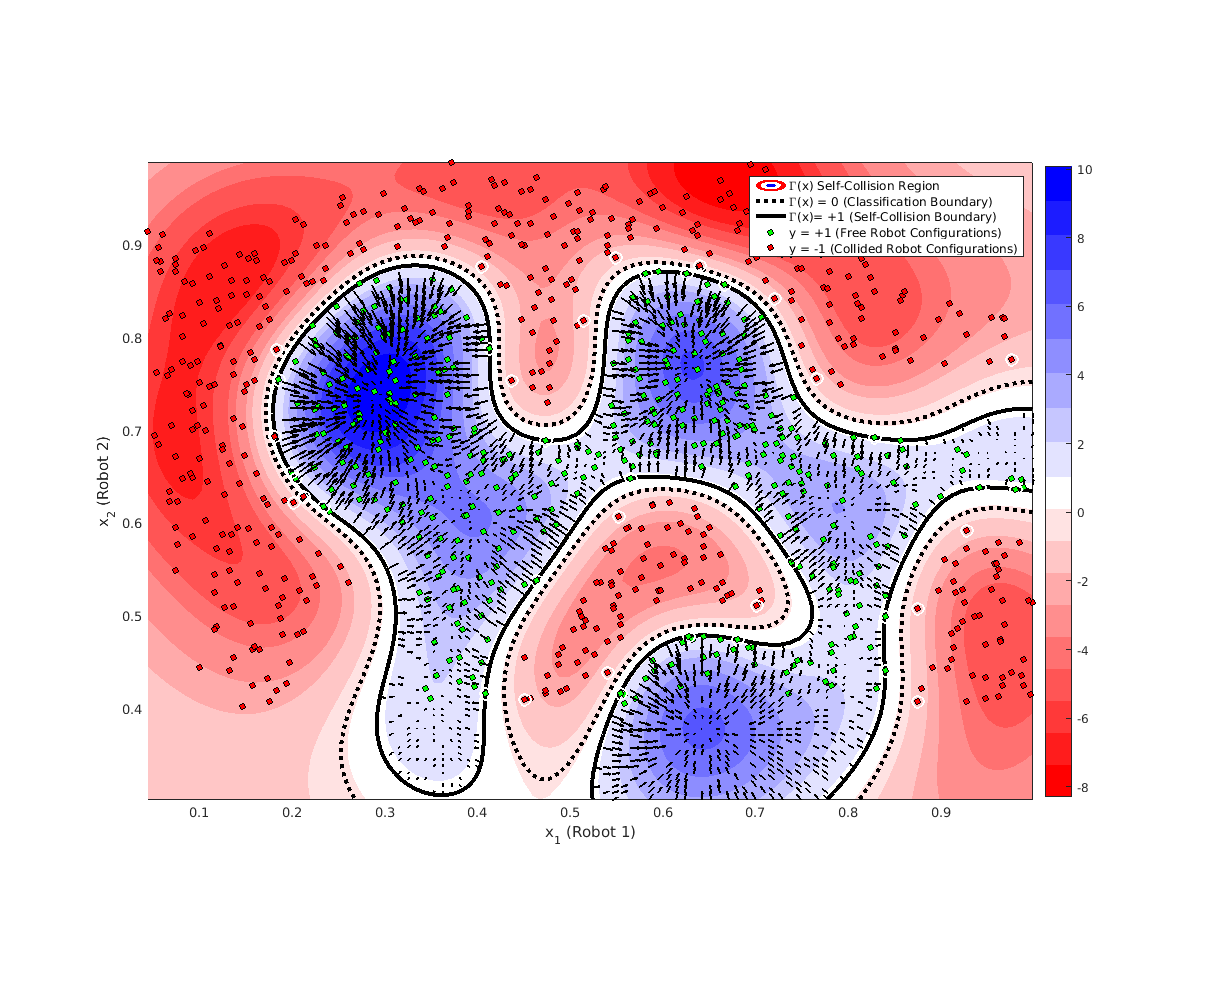 Γ(x) Self-Collision Region
Γ(x) = 0 (Classification Boundary)
Γ(x)= +1 (Self-Collision Boundary)
y = +1 (Free Robot Configurations)
y = -1 (Collided Robot Configurations)
0.9
0.8
0.7
0.6
0.5
0.4
x2 (Robot 2)
0.1 0.2 0.3 0.4 0.5 0.6 0.7 0.8 0.9
x1 (Robot 1)
10
8
6
4
2
0
-2
-4
-6
-8